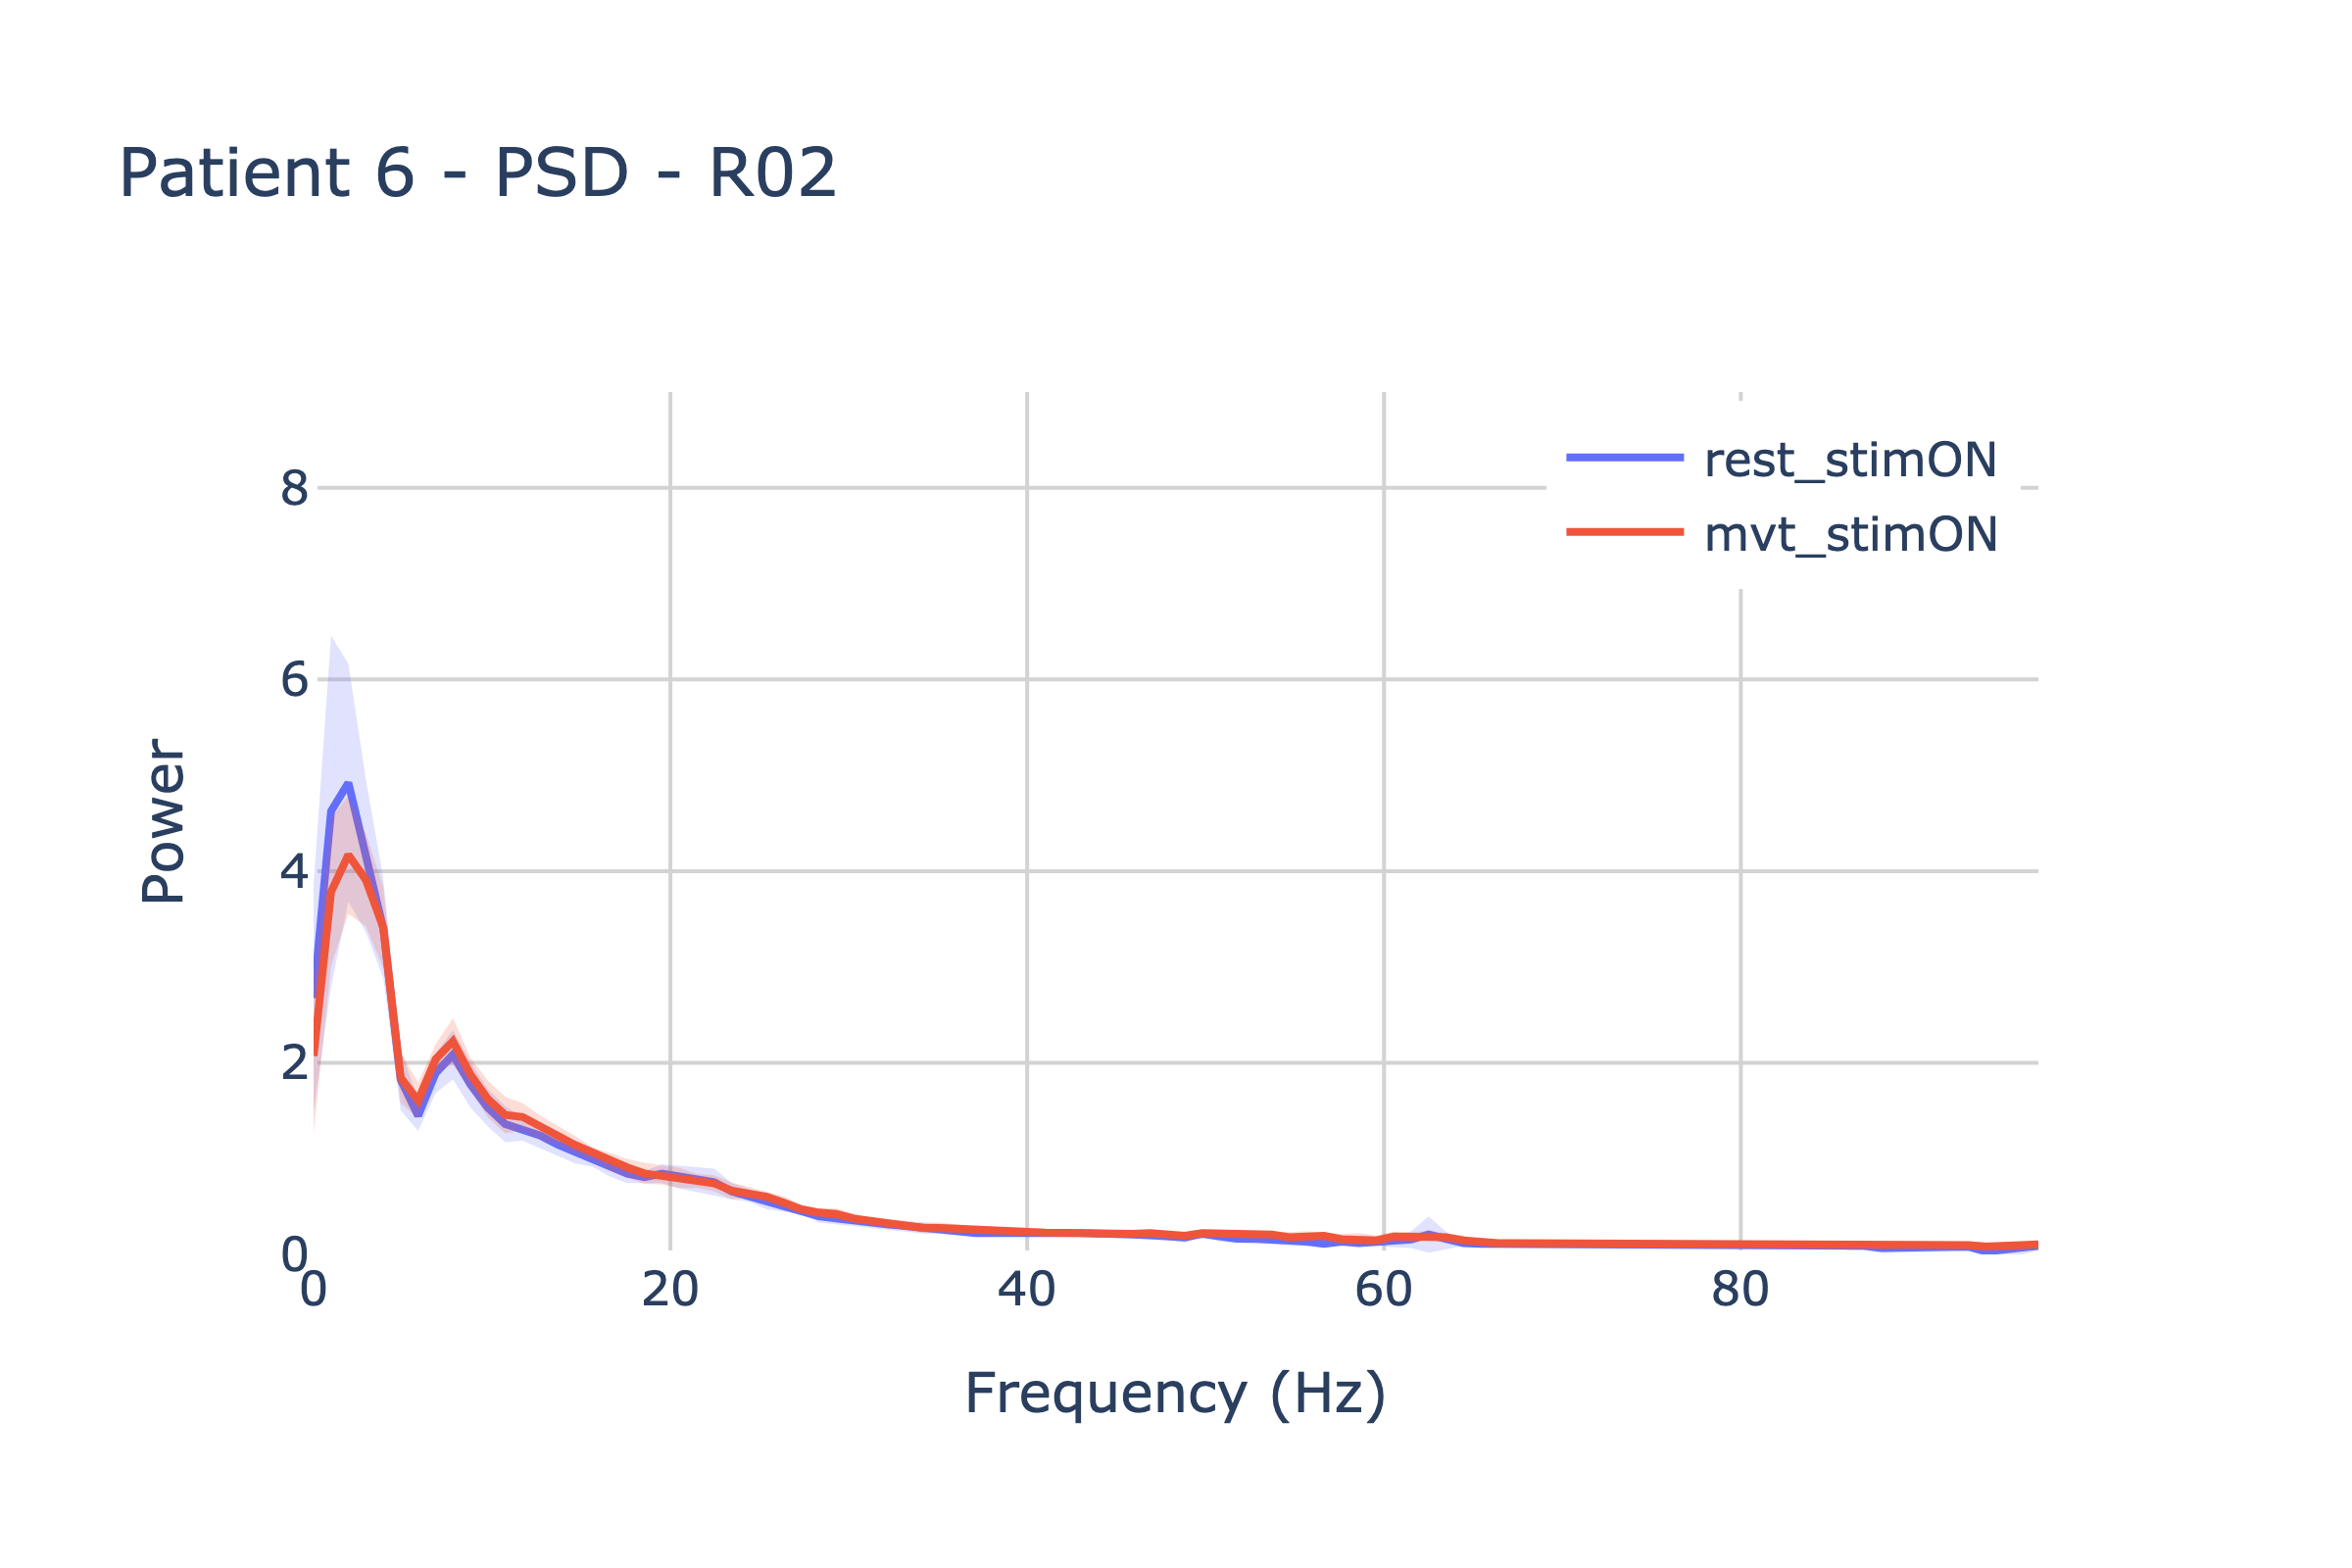 Patient 6 - PSD - R02
rest_stimON
mvt_stimON
8
6
4
2
0
Power
0 20 40 60 80
Frequency (Hz)